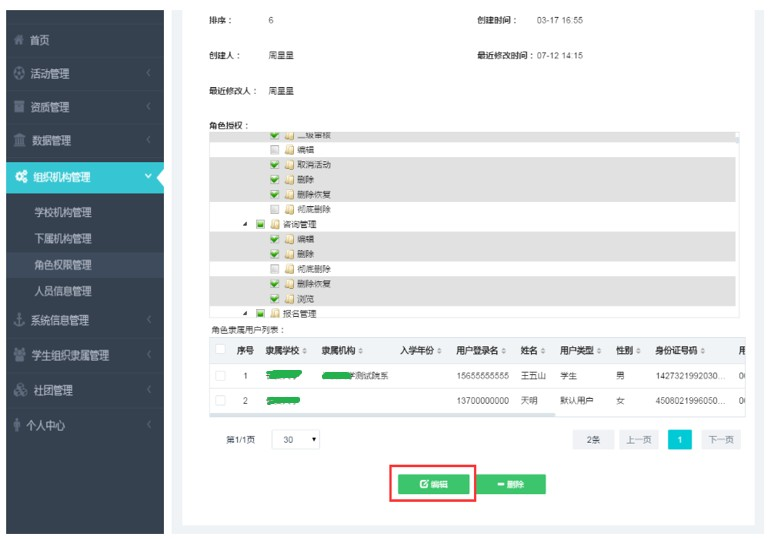 首页
活动管理
资质管理
数据管理
组织机构管理
学校机构管理
下属机构管理
角色权限管理
人员信息管理
系统信息管理
学生组织隶属管理
社团管理
个人中心
排序： 6 创建时间： 03-17 16:55
创建人： 周星星 最近修改时间：07-12 14:15
最近修改人： 周星星
角色授权：
二级审核
编辑
取消活动
删除
删除恢复
彻底删除
咨询管理
编辑
删除
彻底删除
删除恢复
浏览
报名管理
角色隶属用户列表：
序号 隶属学校 隶属机构 入学年份 用户登录名 姓名 用户类型 性别 身份证号码 用
1 学测试院系 15655555555 王五山 学生 男 1427321992030...
2 13700000000 天明 默认用户 女 4508021996050...
第1/1页 30 2条 上一页 1 下一页
编辑 删除